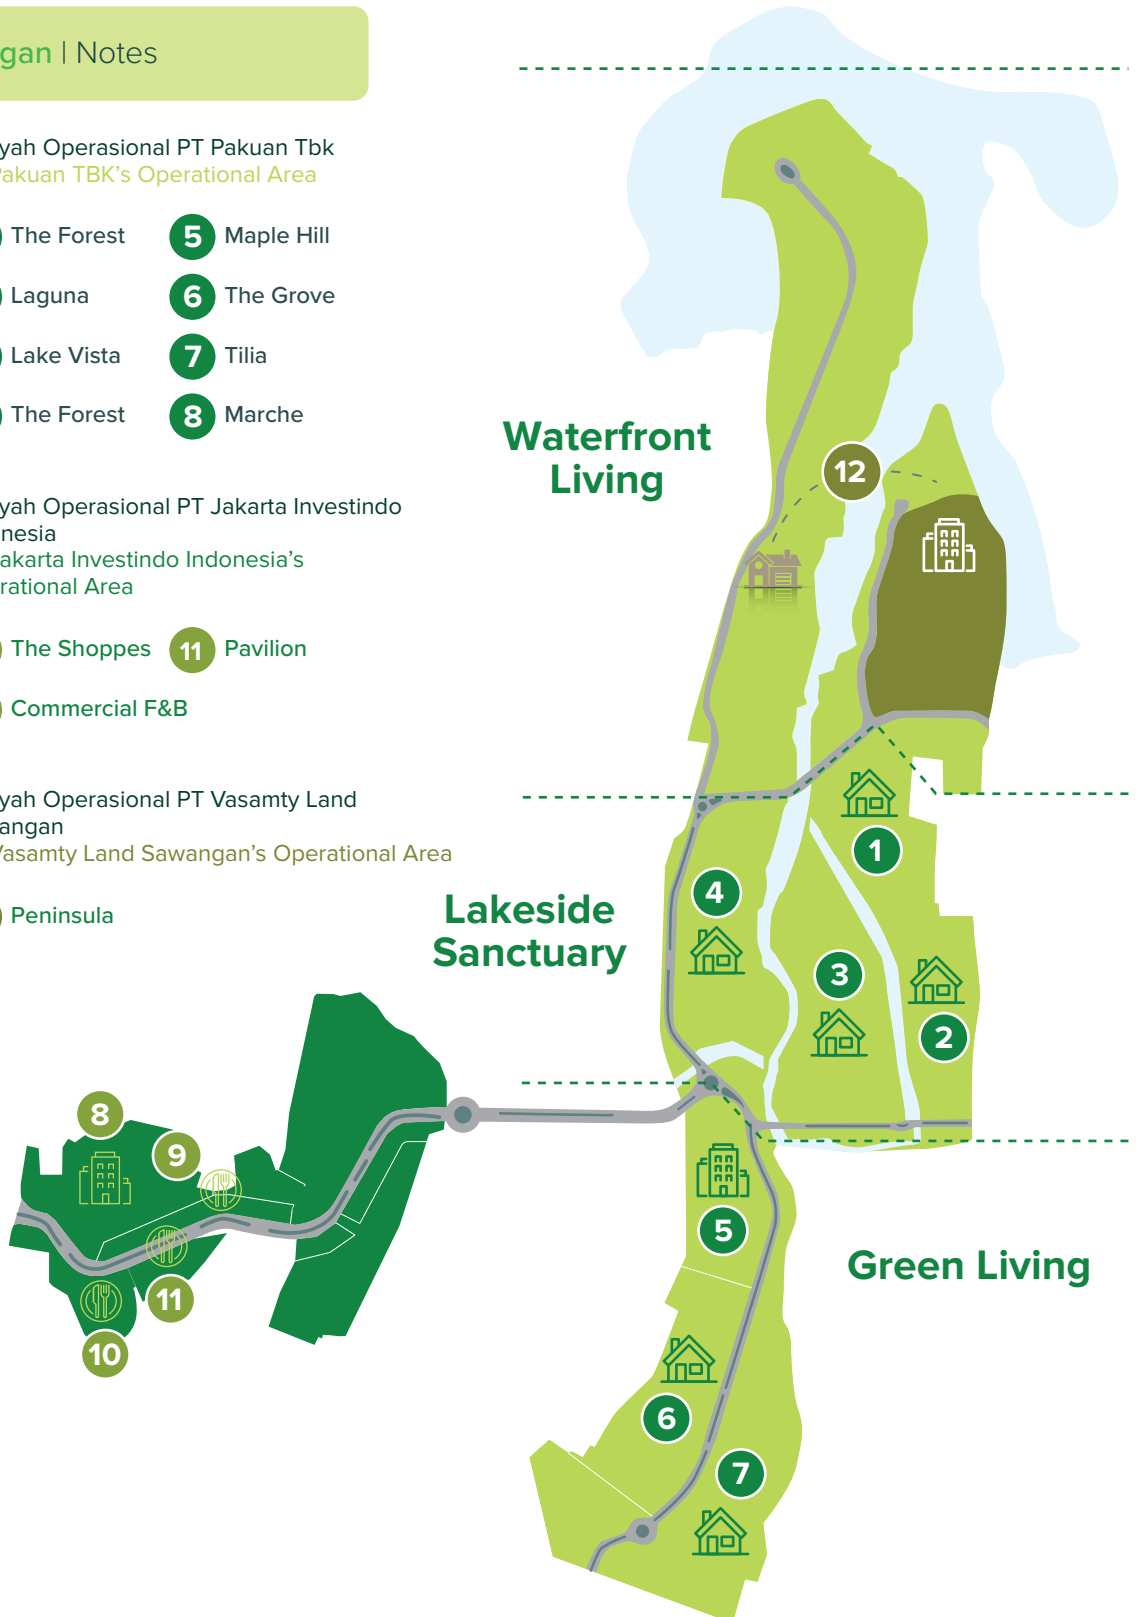 gan | Notes
yah Operasional PT Pakuan Tbk
Pakuan TBK's Operational Area
The Forest
5 Maple Hill
Laguna
6 The Grove
Lake Vista
7 Tilia
The Forest
8 Marche
yah Operasional PT Jakarta Investindo
nesia
akarta Investindo Indonesia's
rational Area
The Shoppes
11 Pavilion
Commercial F&B
yah Operasional PT Vasamty Land
angan
Vasamty Land Sawangan's Operational Area
Peninsula
Waterfront
Living
12
1
Lakeside
Sanctuary
4
3
2
8
9
11
10
5
Green Living
6
7